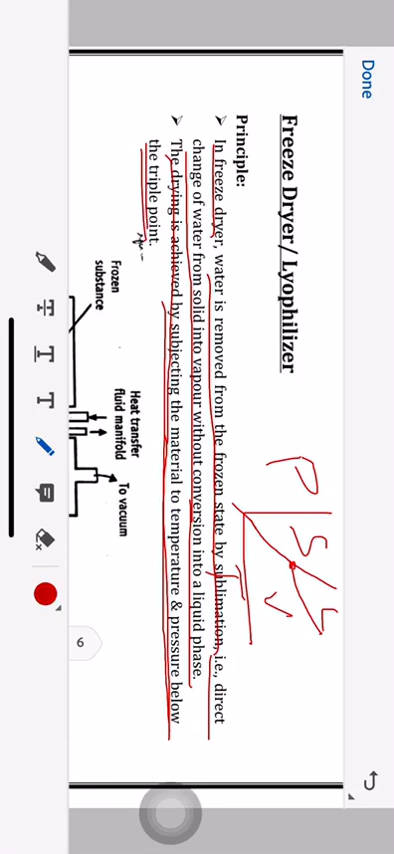 Done
Freeze Dryer/ Lyophilizer
P
S
L
V
T
Principle:
➤ In freeze dryer, water is removed from the frozen state by sublimation, i.e., direct
change of water from solid into vapour without conversion into a liquid phase.
➤ The drying is achieved by subjecting the material to temperature & pressure below
the triple point.
Frozen
substance
Heat transfer
fluid manifold
To vacuum
6
T
T
T